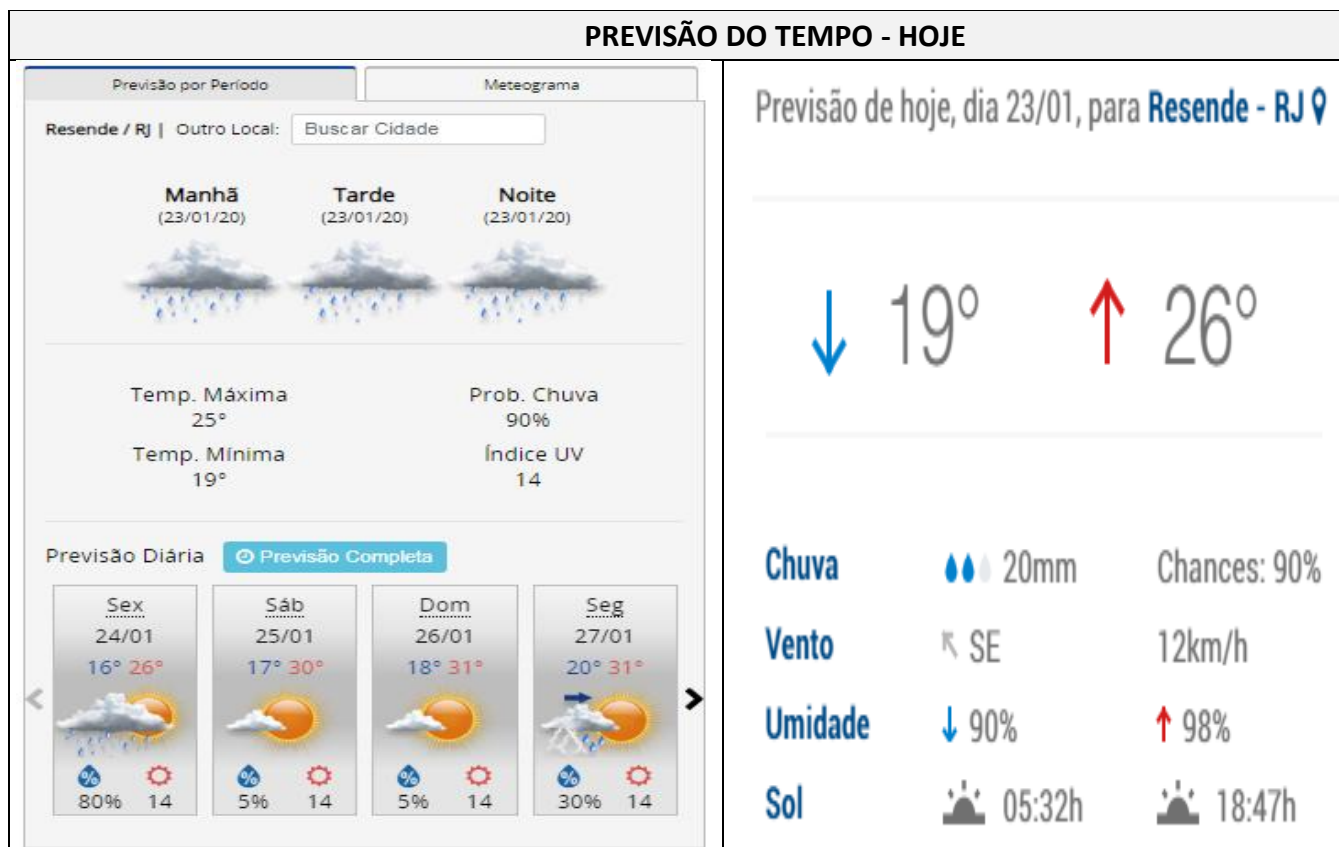 PREVISÃO DO TEMPO - HOJE
Previsão por Período
Meteograma
Resende / RJ | Outro Local: Buscar Cidade
Manhã Tarde Noite
(23/01/20) (23/01/20) (23/01/20)
Temp. Máxima Prob. Chuva
25° 90%
Temp. Mínima Índice UV
19° 14
Previsão Diária Previsão Completa
Sex Sáb Dom Seg
24/01 25/01 26/01 27/01
16° 26° 17° 30° 18° 31° 20° 31°
% % % %
80% 14 5% 14 5% 14 30% 14
Previsão de hoje, dia 23/01, para Resende - RJ
19° 26°
Chuva 20mm Chances: 90%
Vento SE 12km/h
Umidade 90% 98%
Sol 05:32h 18:47h